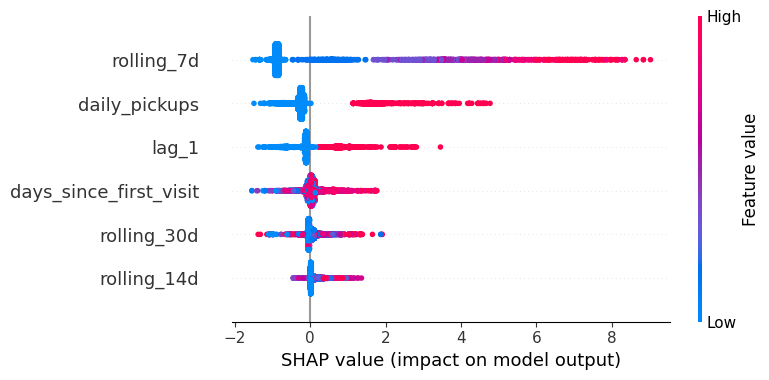 High
rolling_7d
daily_pickups
lag_1
days_since_first_visit
rolling_30d
rolling_14d
Feature value
Low
−2 0 2 4 6 8
SHAP value (impact on model output)